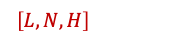 [L, N, H]